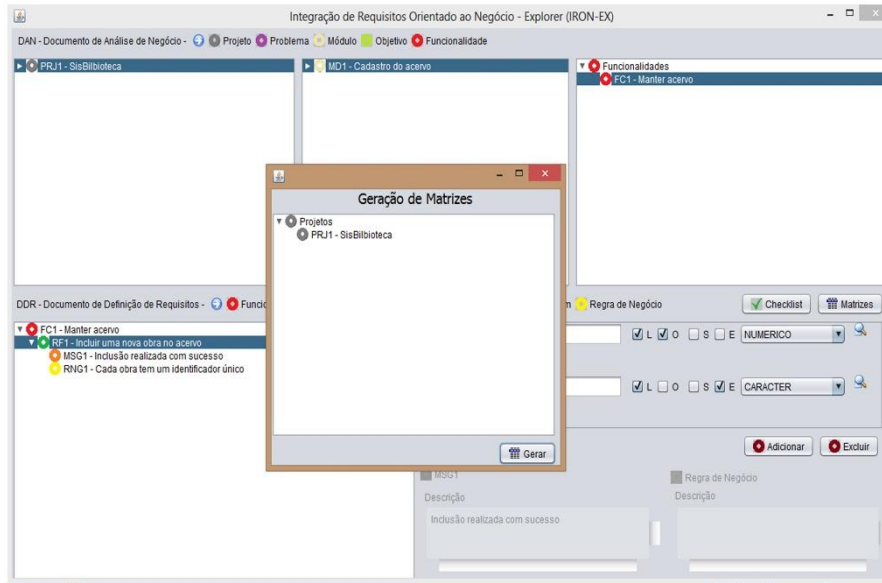 Integração de Requisitos Orientado ao Negócio - Explorer (IRON-EX)
DAN - Documento de Análise de Negócio - Projeto Problema Módulo Objetivo Funcionalidade
PRJ1 - SisBilbioteca
MD1 - Cadastro do acervo
Funcionalidades
FC1 - Manter acervo
Geração de Matrizes
Projetos
PRJ1 - SisBilbioteca
Gerar
DDR - Documento de Definição de Requisitos - Regra de Negócio
Checklist Matrizes
FC1 - Manter acervo
RF1 - Incluir uma nova obra no acervo
MSG1 - Inclusão realizada com sucesso
RNG1 - Cada obra tem um identificador único
L O S E NUMERICO
L O S E CARACTER
Adicionar Excluir
MSG1
Descrição
Inclusão realizada com sucesso
Regra de Negócio
Descrição